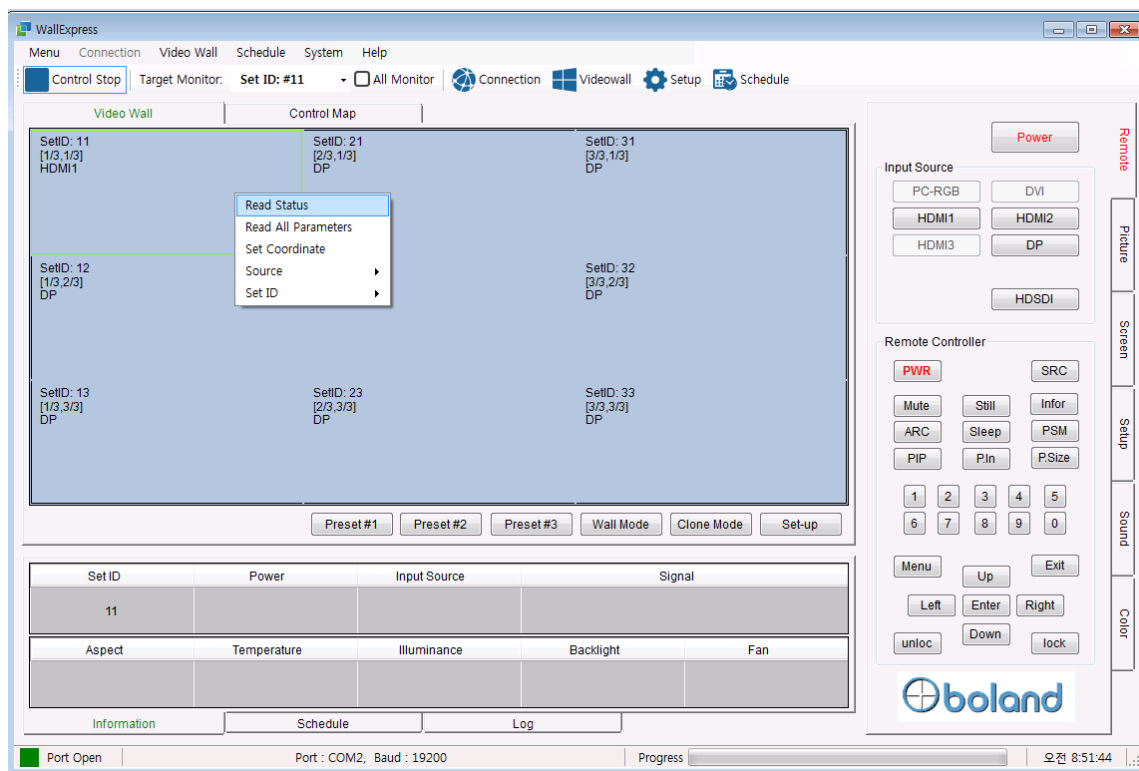 WallExpress
Menu Connection Video Wall Schedule System Help
Control Stop Target Monitor: Set ID: #11 All Monitor Connection Videowall Setup Schedule
Video Wall Control Map
SetID: 11
[1/3,1/3]
HDMI1
SetID: 21
[2/3,1/3]
DP
SetID: 31
[3/3,1/3]
DP
Read Status
Read All Parameters
Set Coordinate
Source
Set ID
SetID: 12
[1/3,2/3]
DP
SetID: 32
[3/3,2/3]
DP
SetID: 13
[1/3,3/3]
DP
SetID: 23
[2/3,3/3]
DP
SetID: 33
[3/3,3/3]
DP
Preset #1 Preset #2 Preset #3 Wall Mode Clone Mode Set-up
Set ID Power Input Source Signal
11
Aspect Temperature Illuminance Backlight Fan
Information Schedule Log
Power
Input Source
PC-RGB DVI
HDMI1 HDMI2
HDMI3 DP
HDSDI
Remote Controller
PWR SRC
Mute Still Infor
ARC Sleep PSM
PIP P.In P.Size
1 2 3 4 5
6 7 8 9 0
Menu Up Exit
Left Enter Right
unloc Down lock
boland
Remote
Picture
Screen
Setup
Sound
Color
Port Open Port : COM2, Baud : 19200 Progress 오전 8:51:44